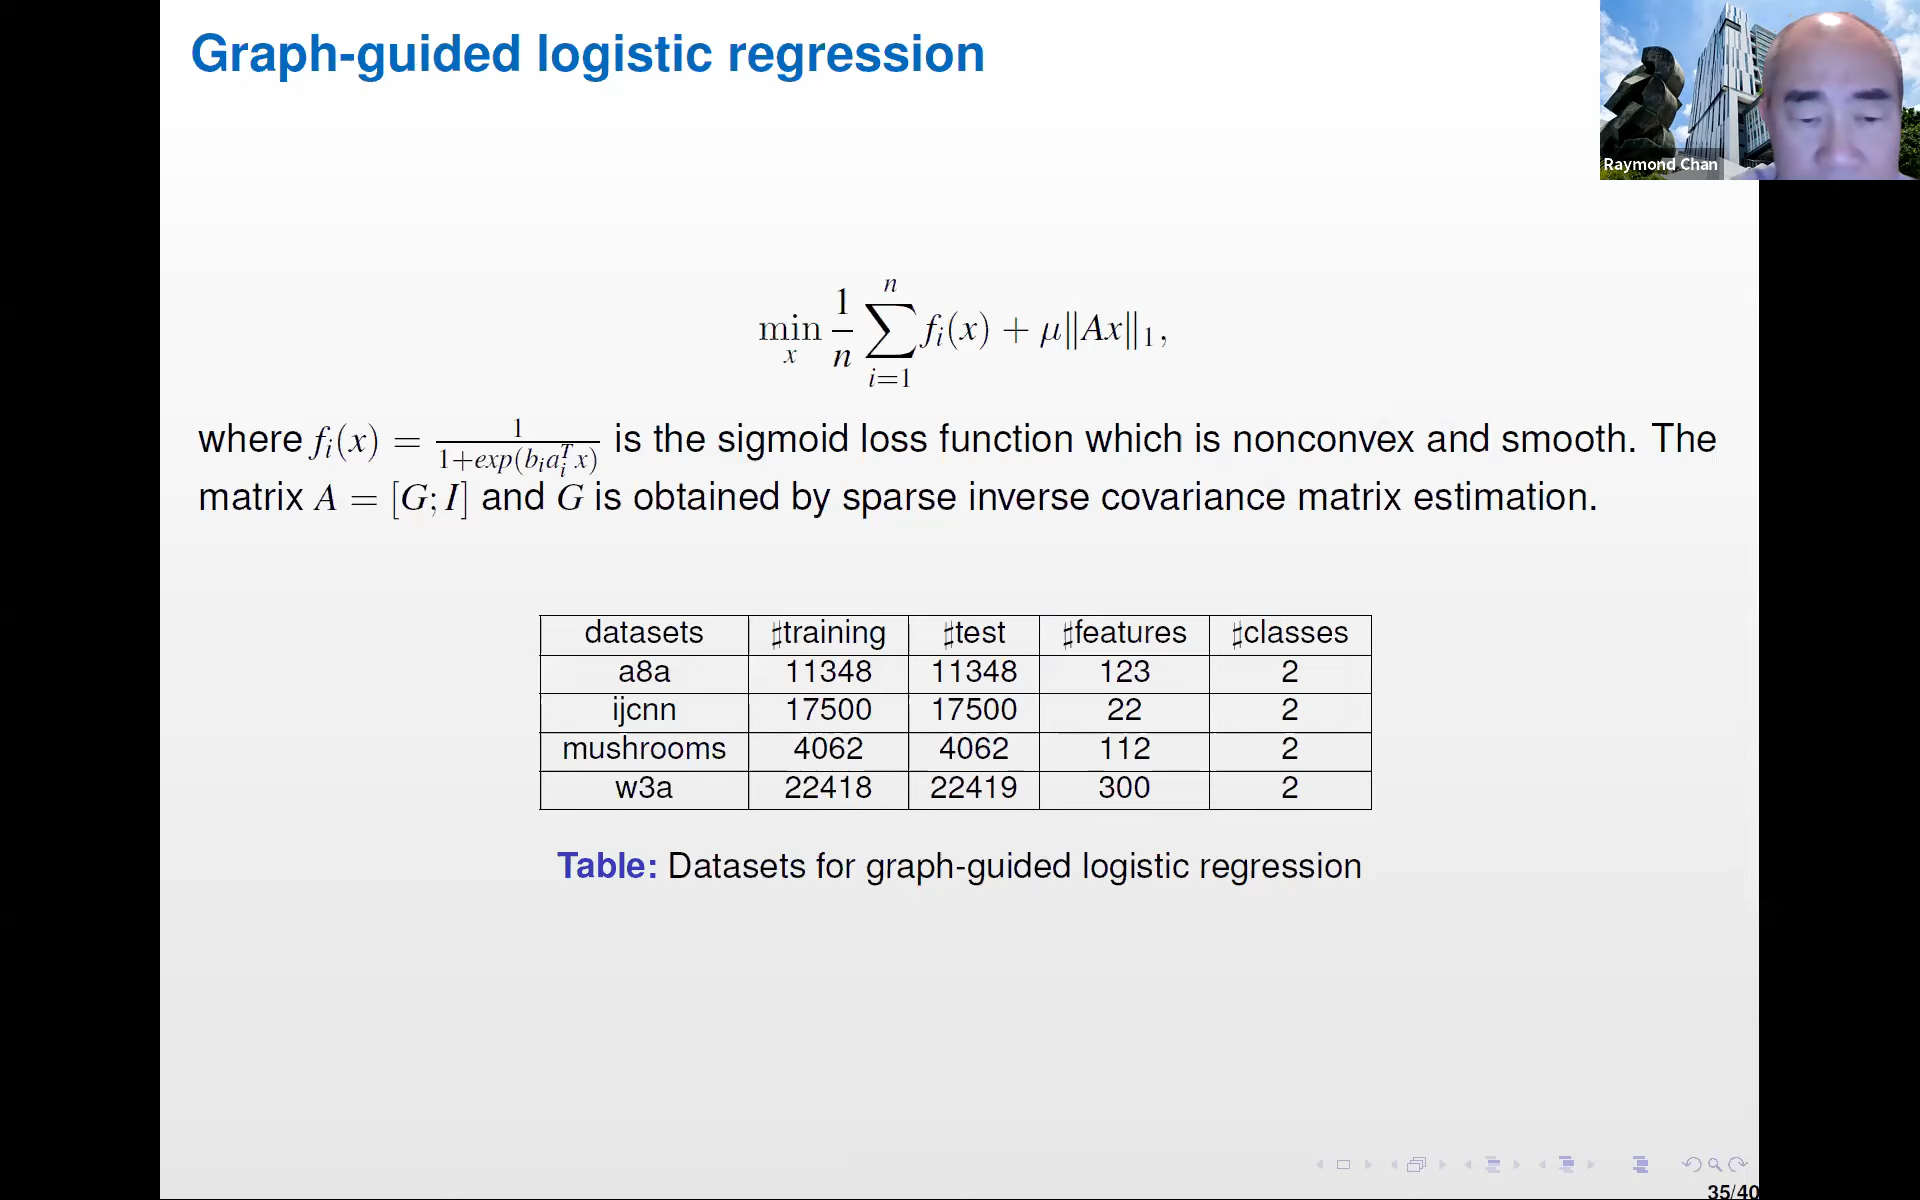 Graph-guided logistic regression
Raymond Chan
min_x 1/n ∑_{i=1}^n f_i(x) + μ‖Ax‖_1,
where f_i(x) = 1/(1+exp(b_i a_i^T x)) is the sigmoid loss function which is nonconvex and smooth. The
matrix A = [G; I] and G is obtained by sparse inverse covariance matrix estimation.
datasets ♯training ♯test ♯features ♯classes
a8a 11348 11348 123 2
ijcnn 17500 17500 22 2
mushrooms 4062 4062 112 2
w3a 22418 22419 300 2
Table: Datasets for graph-guided logistic regression
35/40